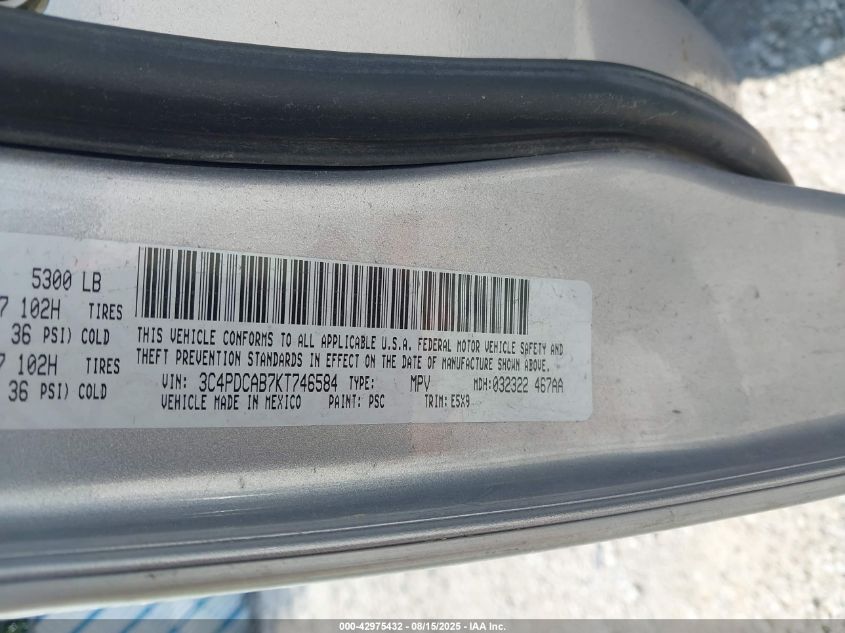 5300 LB
7 102H TIRES
36 PSI) COLD
7 102H TIRES
36 PSI) COLD
THIS VEHICLE CONFORMS TO ALL APPLICABLE U.S.A. FEDERAL MOTOR VEHICLE SAFETY AND
THEFT PREVENTION STANDARDS IN EFFECT ON THE DATE OF MANUFACTURE SHOWN ABOVE.
VIN: 3C4PDCAB7KT746584 TYPE: MPV MDH:032322 467AA
VEHICLE MADE IN MEXICO PAINT: PSC TRIM: E5X9
000-42975432 - 08/15/2025 - IAA Inc.